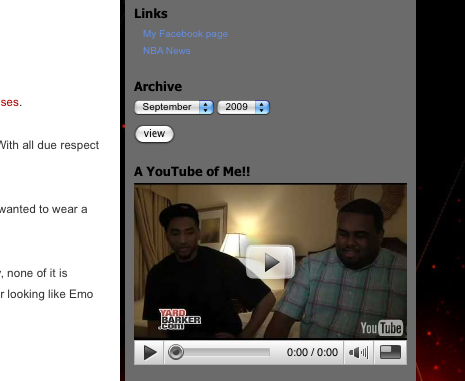 Links
My Facebook page
NBA News
Archive
September 2009
view
A YouTube of Me!!
YARD
BARKER
.com
YouTube
0:00 / 0:00
ses.
With all due respect
wanted to wear a
, none of it is
r looking like Emo